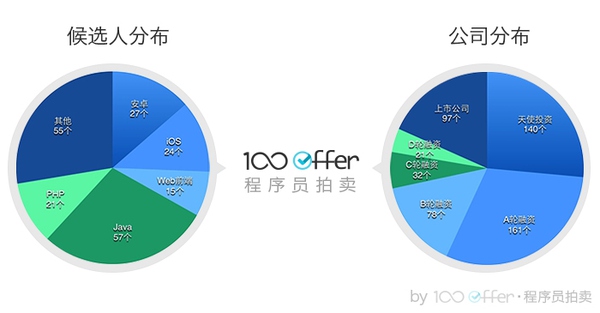 候选人分布
公司分布
安卓
27个
iOS
24个
Web前端
15个
Java
57个
PHP
21个
其他
55个
100 offer
程序员拍卖
天使投资
140个
A轮融资
161个
B轮融资
78个
C轮融资
32个
D轮融资
上市公司
97个
by 100 offer·程序员拍卖